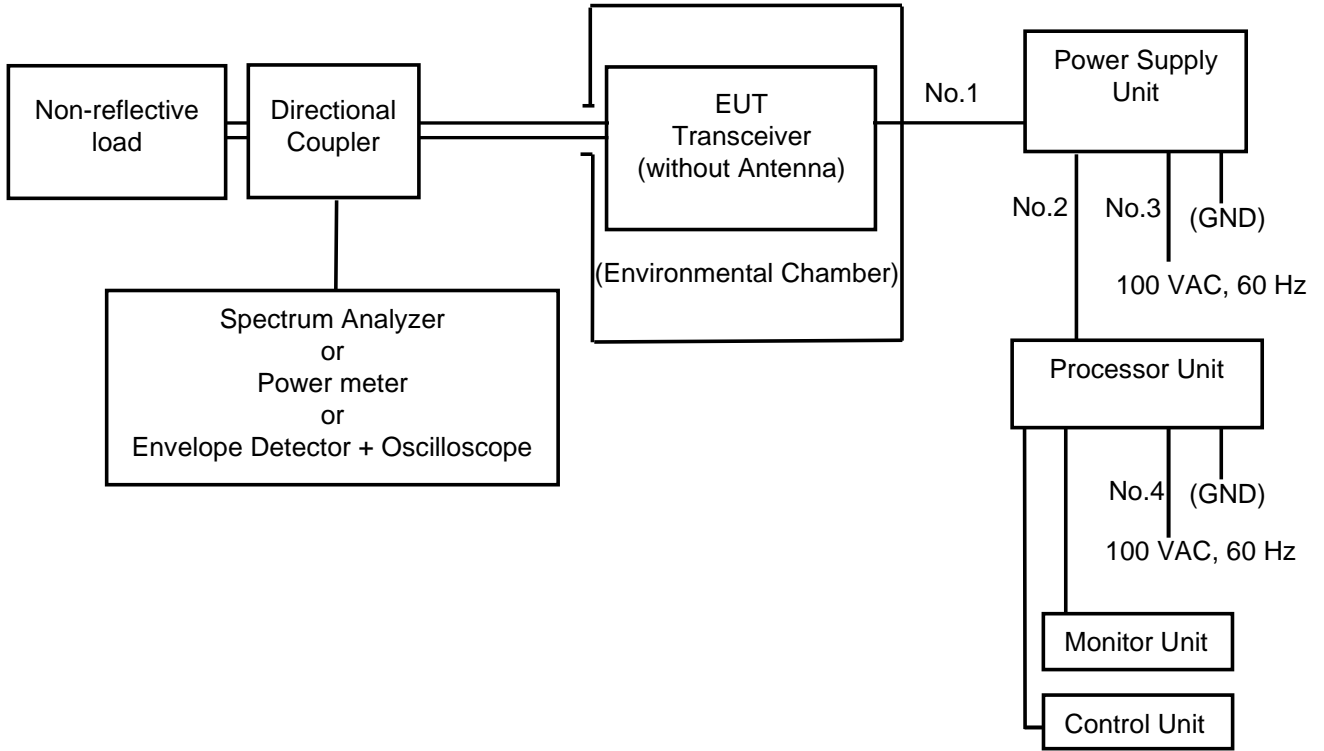 Non-reflective
load
Directional
Coupler
EUT
Transceiver
(without Antenna)
(Environmental Chamber)
No.1
Power Supply
Unit
No.2
No.3
(GND)
100 VAC, 60 Hz
Spectrum Analyzer
or
Power meter
or
Envelope Detector + Oscilloscope
Processor Unit
No.4
(GND)
100 VAC, 60 Hz
Monitor Unit
Control Unit